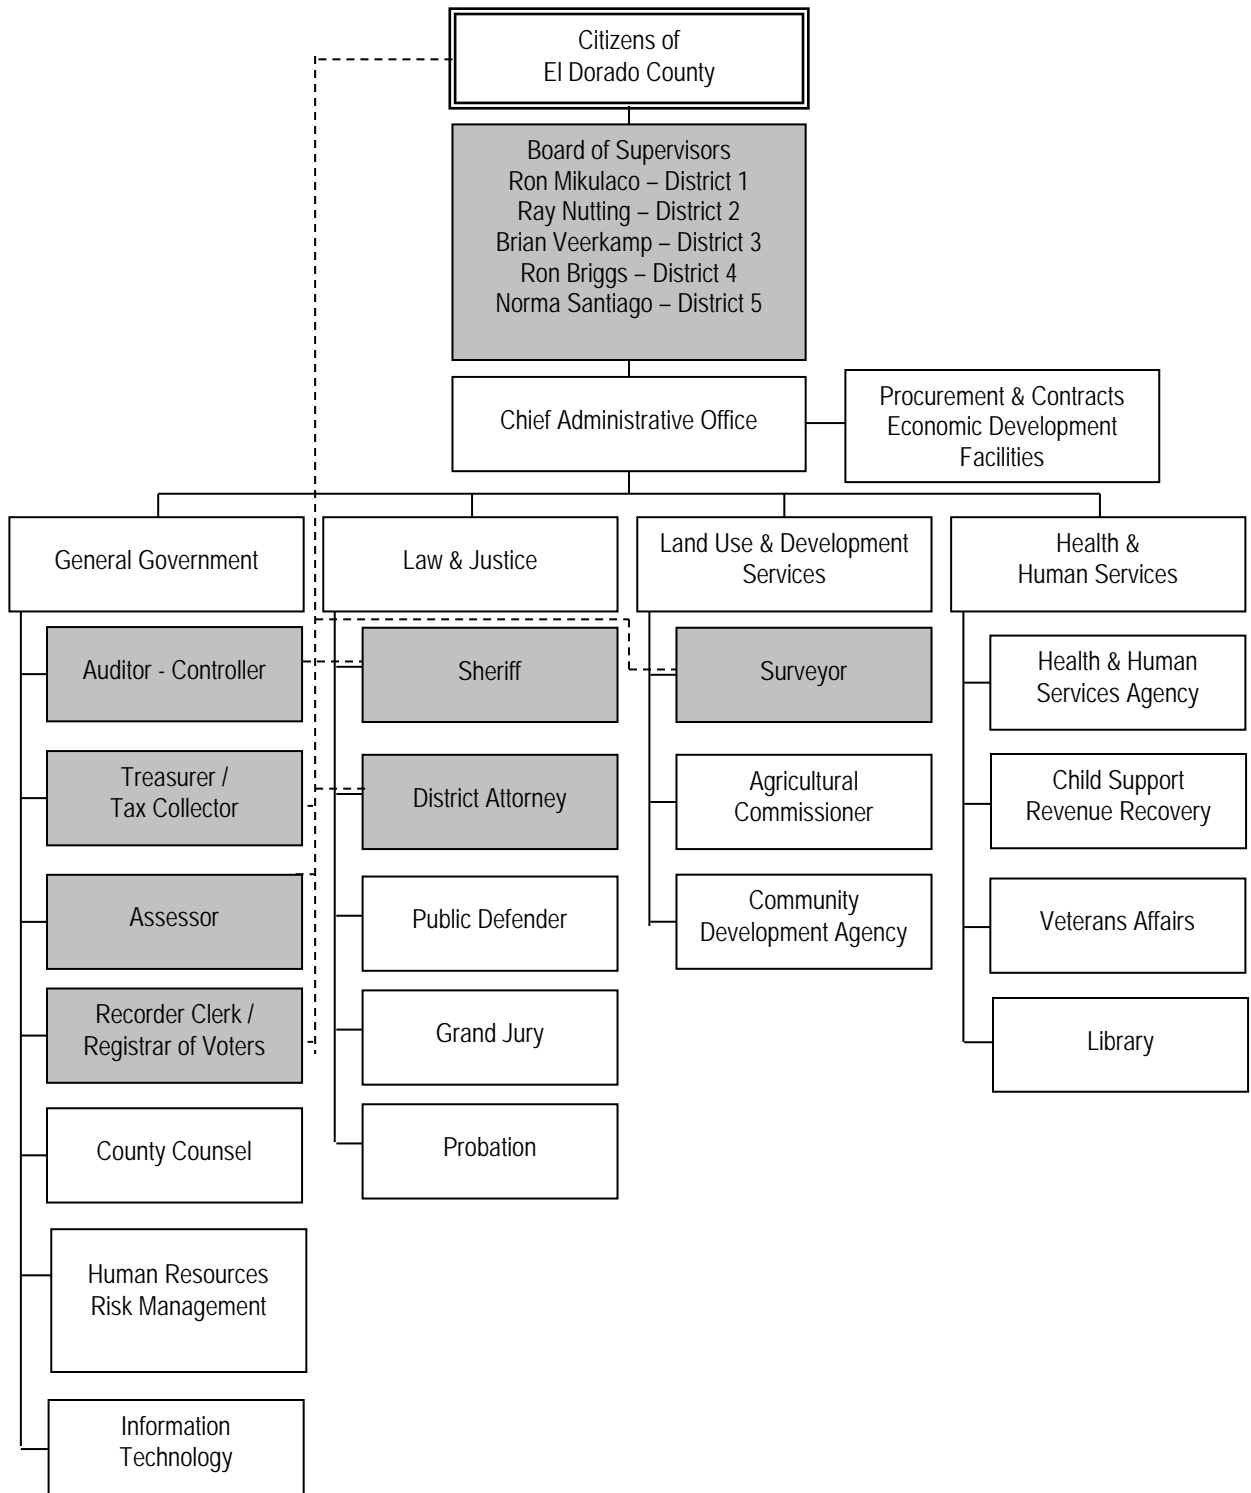 Citizens of
El Dorado County
Board of Supervisors
Ron Mikulaco – District 1
Ray Nutting – District 2
Brian Veerkamp – District 3
Ron Briggs – District 4
Norma Santiago – District 5
Chief Administrative Office
Procurement & Contracts
Economic Development
Facilities
General Government
Auditor - Controller
Treasurer /
Tax Collector
Assessor
Recorder Clerk /
Registrar of Voters
County Counsel
Human Resources
Risk Management
Information
Technology
Law & Justice
Sheriff
District Attorney
Public Defender
Grand Jury
Probation
Land Use & Development
Services
Surveyor
Agricultural
Commissioner
Community
Development Agency
Health &
Human Services
Health & Human
Services Agency
Child Support
Revenue Recovery
Veterans Affairs
Library